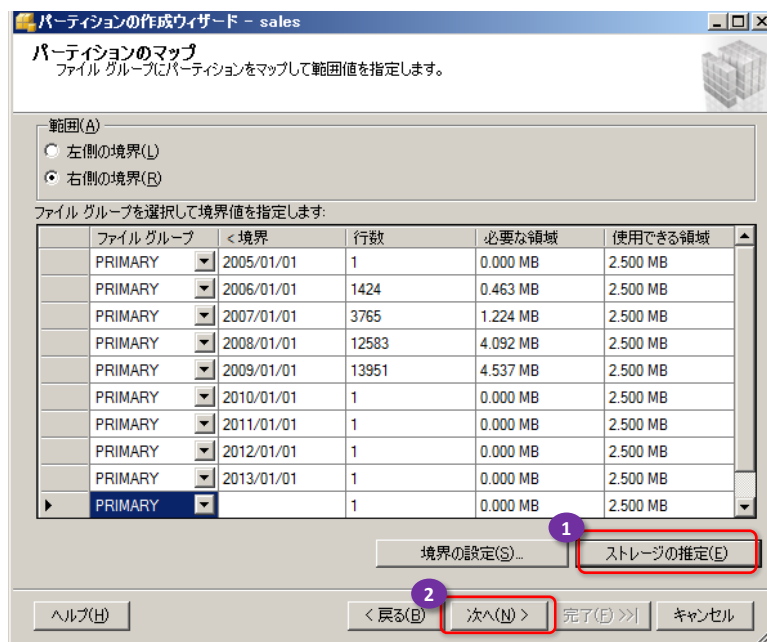 パーティションの作成ウィザード - sales
パーティションのマップ
ファイル グループにパーティションをマップして範囲値を指定します。
範囲(A)
左側の境界(L)
右側の境界(R)
ファイル グループを選択して境界値を指定します:
ファイル グループ <境界 行数 必要な領域 使用できる領域
PRIMARY 2005/01/01 1 0.000 MB 2.500 MB
PRIMARY 2006/01/01 1424 0.463 MB 2.500 MB
PRIMARY 2007/01/01 3765 1.224 MB 2.500 MB
PRIMARY 2008/01/01 12583 4.092 MB 2.500 MB
PRIMARY 2009/01/01 13951 4.537 MB 2.500 MB
PRIMARY 2010/01/01 1 0.000 MB 2.500 MB
PRIMARY 2011/01/01 1 0.000 MB 2.500 MB
PRIMARY 2012/01/01 1 0.000 MB 2.500 MB
PRIMARY 2013/01/01 1 0.000 MB 2.500 MB
PRIMARY 1 0.000 MB 2.500 MB
1
境界の設定(S)... ストレージの推定(E)
2
ヘルプ(H) < 戻る(B) 次へ(N) > 完了(F) >>| キャンセル